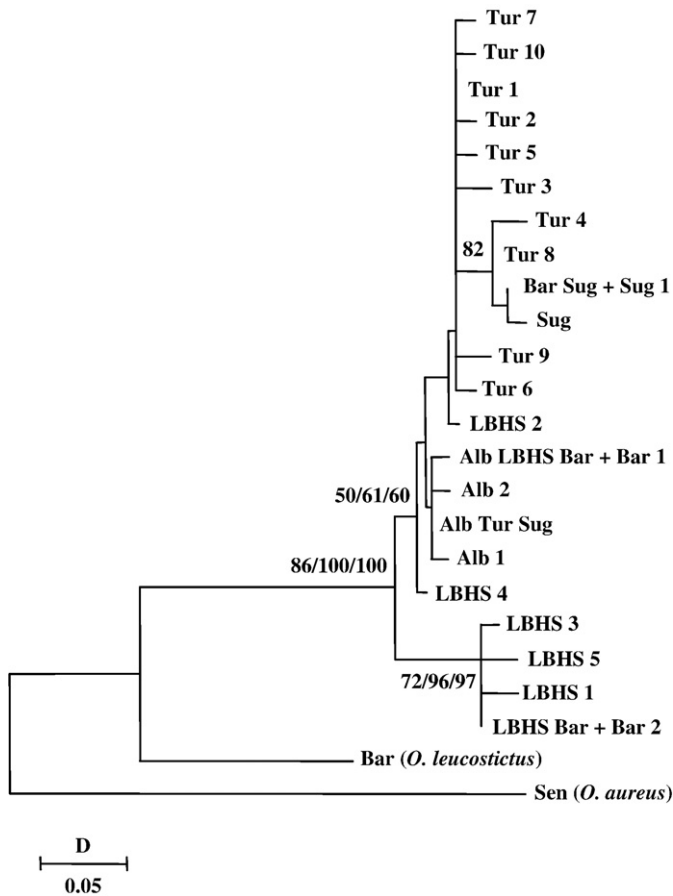 Tur 7
Tur 10
Tur 1
Tur 2
Tur 5
Tur 3
Tur 4
82
Tur 8
Bar Sug + Sug 1
Sug
Tur 9
Tur 6
LBHS 2
Alb LBHS Bar + Bar 1
50/61/60
Alb 2
Alb Tur Sug
Alb 1
86/100/100
LBHS 4
LBHS 3
LBHS 5
72/96/97
LBHS 1
LBHS Bar + Bar 2
Bar (O. leucostictus)
Sen (O. aureus)
D
0.05